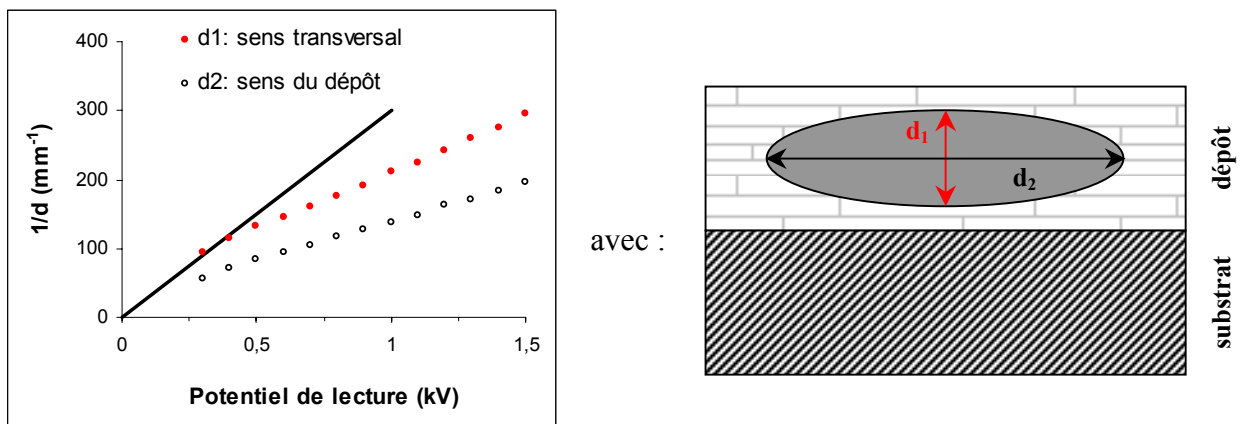 400
300
200
100
0
1/d (mm⁻¹)
d1: sens transversal
d2: sens du dépôt
0
0,5
1
1,5
Potentiel de lecture (kV)
avec :
d₁
d₂
dépôt
substrat